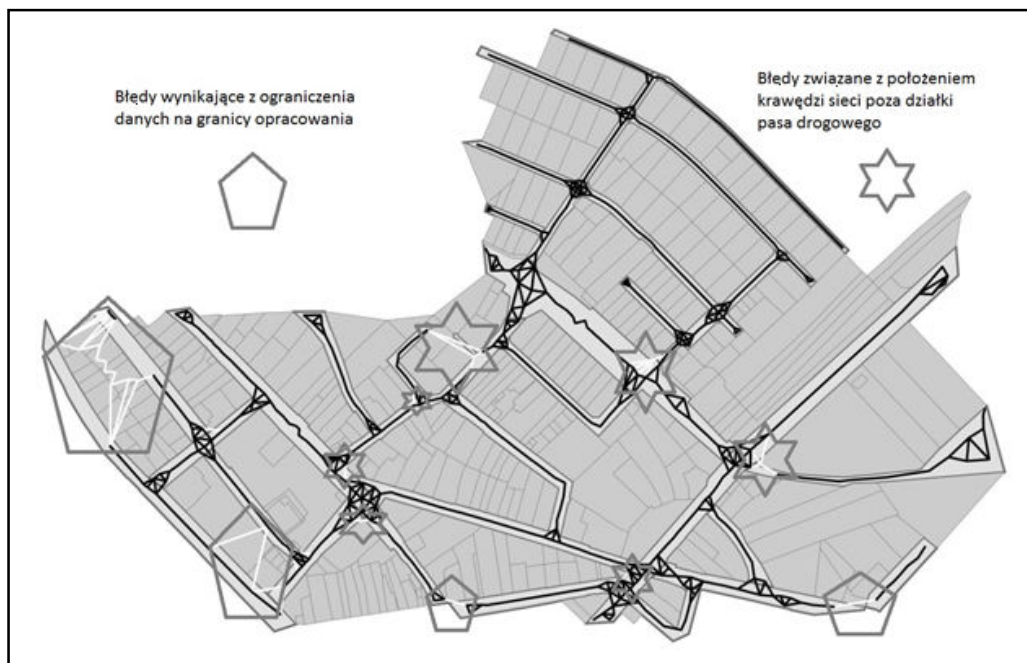 Błędy wynikające z ograniczenia
danych na granicy opracowania
Błędy związane z położeniem
krawędzi sieci poza działki
pasa drogowego